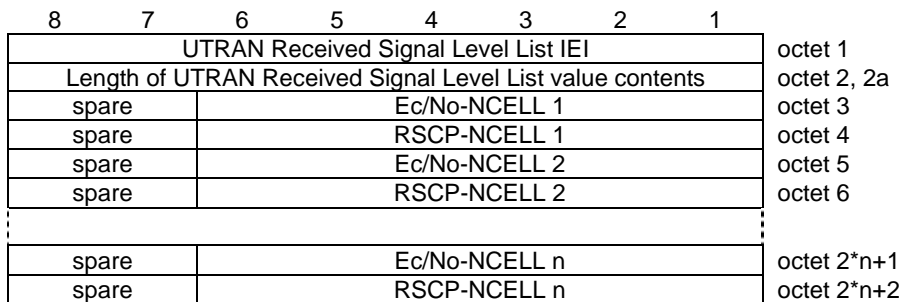 8 7 6 5 4 3 2 1
UTRAN Received Signal Level List IEI octet 1
Length of UTRAN Received Signal Level List value contents octet 2, 2a
spare Ec/No-NCELL 1 octet 3
spare RSCP-NCELL 1 octet 4
spare Ec/No-NCELL 2 octet 5
spare RSCP-NCELL 2 octet 6
spare Ec/No-NCELL n octet 2*n+1
spare RSCP-NCELL n octet 2*n+2